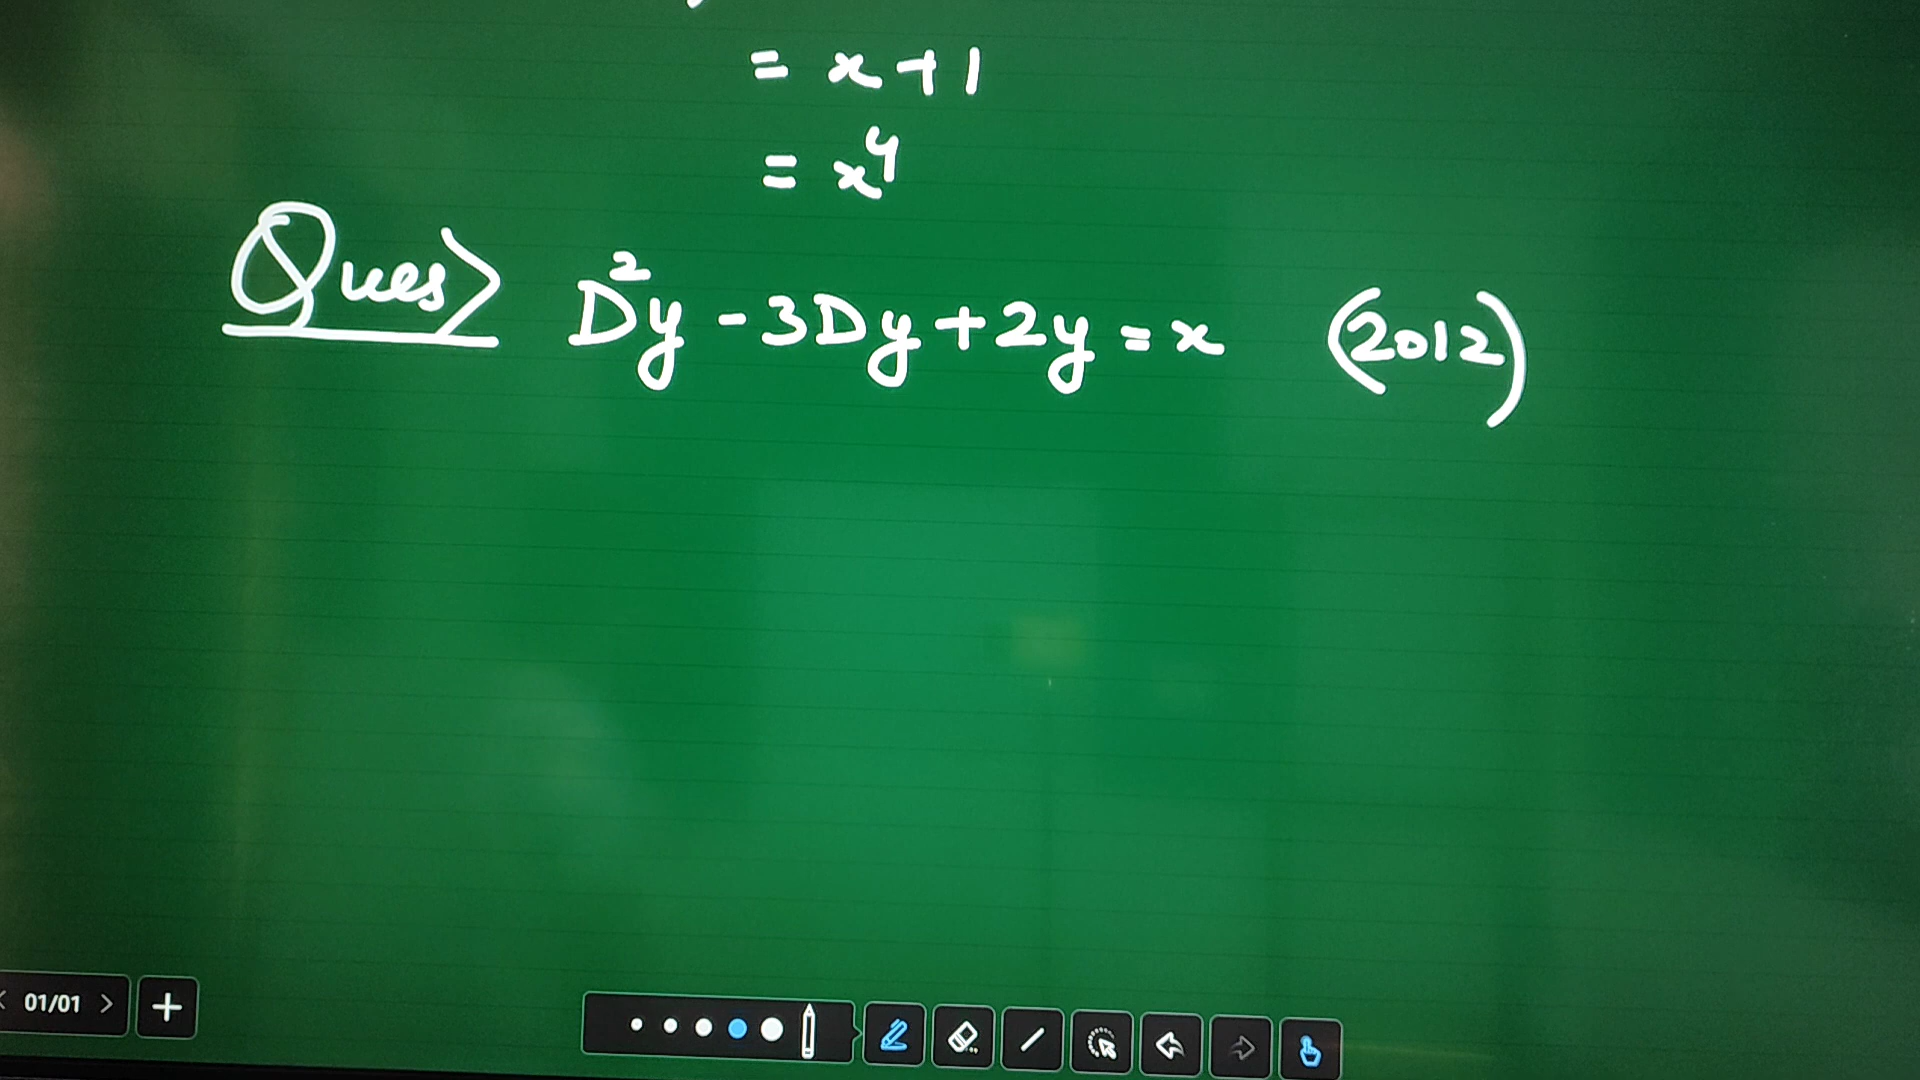 = x + 1
= x⁴
Ques> D²y - 3Dy + 2y = x (2012)
01/01